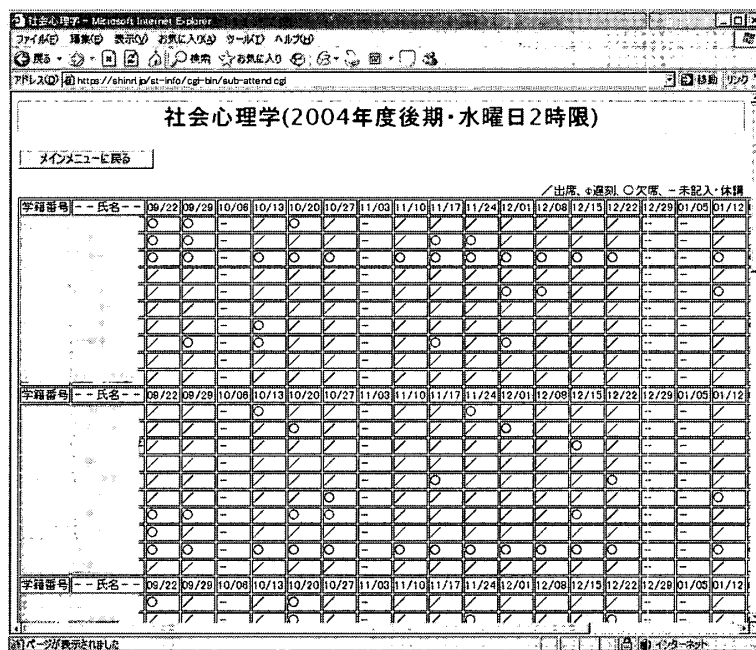 社会心理学 - Microsoft Internet Explorer
ファイル(F) 編集(E) 表示(V) お気に入り(A) ツール(T) ヘルプ(H)
戻る 検索 お気に入り
アドレス(D) https://shinri.jp/st-info/cgi-bin/sub-attend.cgi 移動 リンク
社会心理学(2004年度後期・水曜日2時限)
メインメニューに戻る
／出席、φ遅刻、○欠席、－未記入・休講
学籍番号 - - 氏名 - - 09/22 09/29 10/06 10/13 10/20 10/27 11/03 11/10 11/17 11/24 12/01 12/08 12/15 12/22 12/29 01/05 01/12
○ ○ － ／ ○ ／ － ／ ／ ／ ／ ／ ／ ／ － － ／
○ ○ － ／ ／ ／ － ／ ○ ○ ／ ／ ／ ／ － － ／
○ ○ － ○ ○ ○ － ○ ○ ○ ○ ○ ○ ○ － － ○
／ ／ － ／ ／ ／ － ／ ／ ／ ／ ／ ／ ／ － － ／
／ ／ － ／ ／ ／ － ／ ／ ／ ○ ○ ／ ／ － － ○
／ ／ － ／ ／ ／ － ／ ／ ／ ／ ／ ／ ／ － － ／
／ ／ － ○ ／ ／ － ／ ／ ／ ／ ／ ／ ／ － － ／
／ ○ － ○ ／ ／ － ／ ○ ／ ○ ／ ／ ／ － － ／
／ ／ － ／ ／ ／ － ／ ／ ／ ／ ／ ／ ／ － － ／
／ ／ － ／ ／ ／ － ／ ／ ／ ／ ／ ／ ／ － － ／
学籍番号 - - 氏名 - - 09/22 09/29 10/06 10/13 10/20 10/27 11/03 11/10 11/17 11/24 12/01 12/08 12/15 12/22 12/29 01/05 01/12
／ ／ － ○ ／ ／ － ／ ／ ○ ／ ／ ／ ／ － － ／
／ ／ － ／ ○ ／ － ／ ／ ／ ○ ／ ／ ／ － － ／
／ ／ － ／ ／ ／ － ／ ／ ／ ／ ／ ○ ／ － － ／
／ ／ － ／ ／ ／ － ／ ／ ／ ／ ／ ／ ／ － － ／
／ ／ － ／ ／ ／ － ／ ○ ／ ／ ／ ／ ○ － － ／
／ ／ － ／ ／ ○ － ／ ／ ／ ／ ／ ／ ／ － － ○
○ ○ － ／ ○ ○ － ／ ／ ／ ／ ／ ○ ／ － － ／
○ ／ － ／ ／ ／ － ／ ／ ／ ／ ／ ／ ／ － － ／
○ ○ － ○ ○ ○ － ○ ○ ○ ○ ○ ○ ○ － － ○
／ ／ － ／ ／ ／ － ／ ／ ／ ／ ／ ／ ／ － － ／
学籍番号 - - 氏名 - - 09/22 09/29 10/06 10/13 10/20 10/27 11/03 11/10 11/17 11/24 12/01 12/08 12/15 12/22 12/29 01/05 01/12
○ ／ － ／ ○ ／ － ／ ／ ／ ／ ／ ／ ／ － － ／
／ ／ － ／ ／ ／ － ／ ／ ○ ／ ／ ／ ○ － － ／
ページが表示されました インターネット